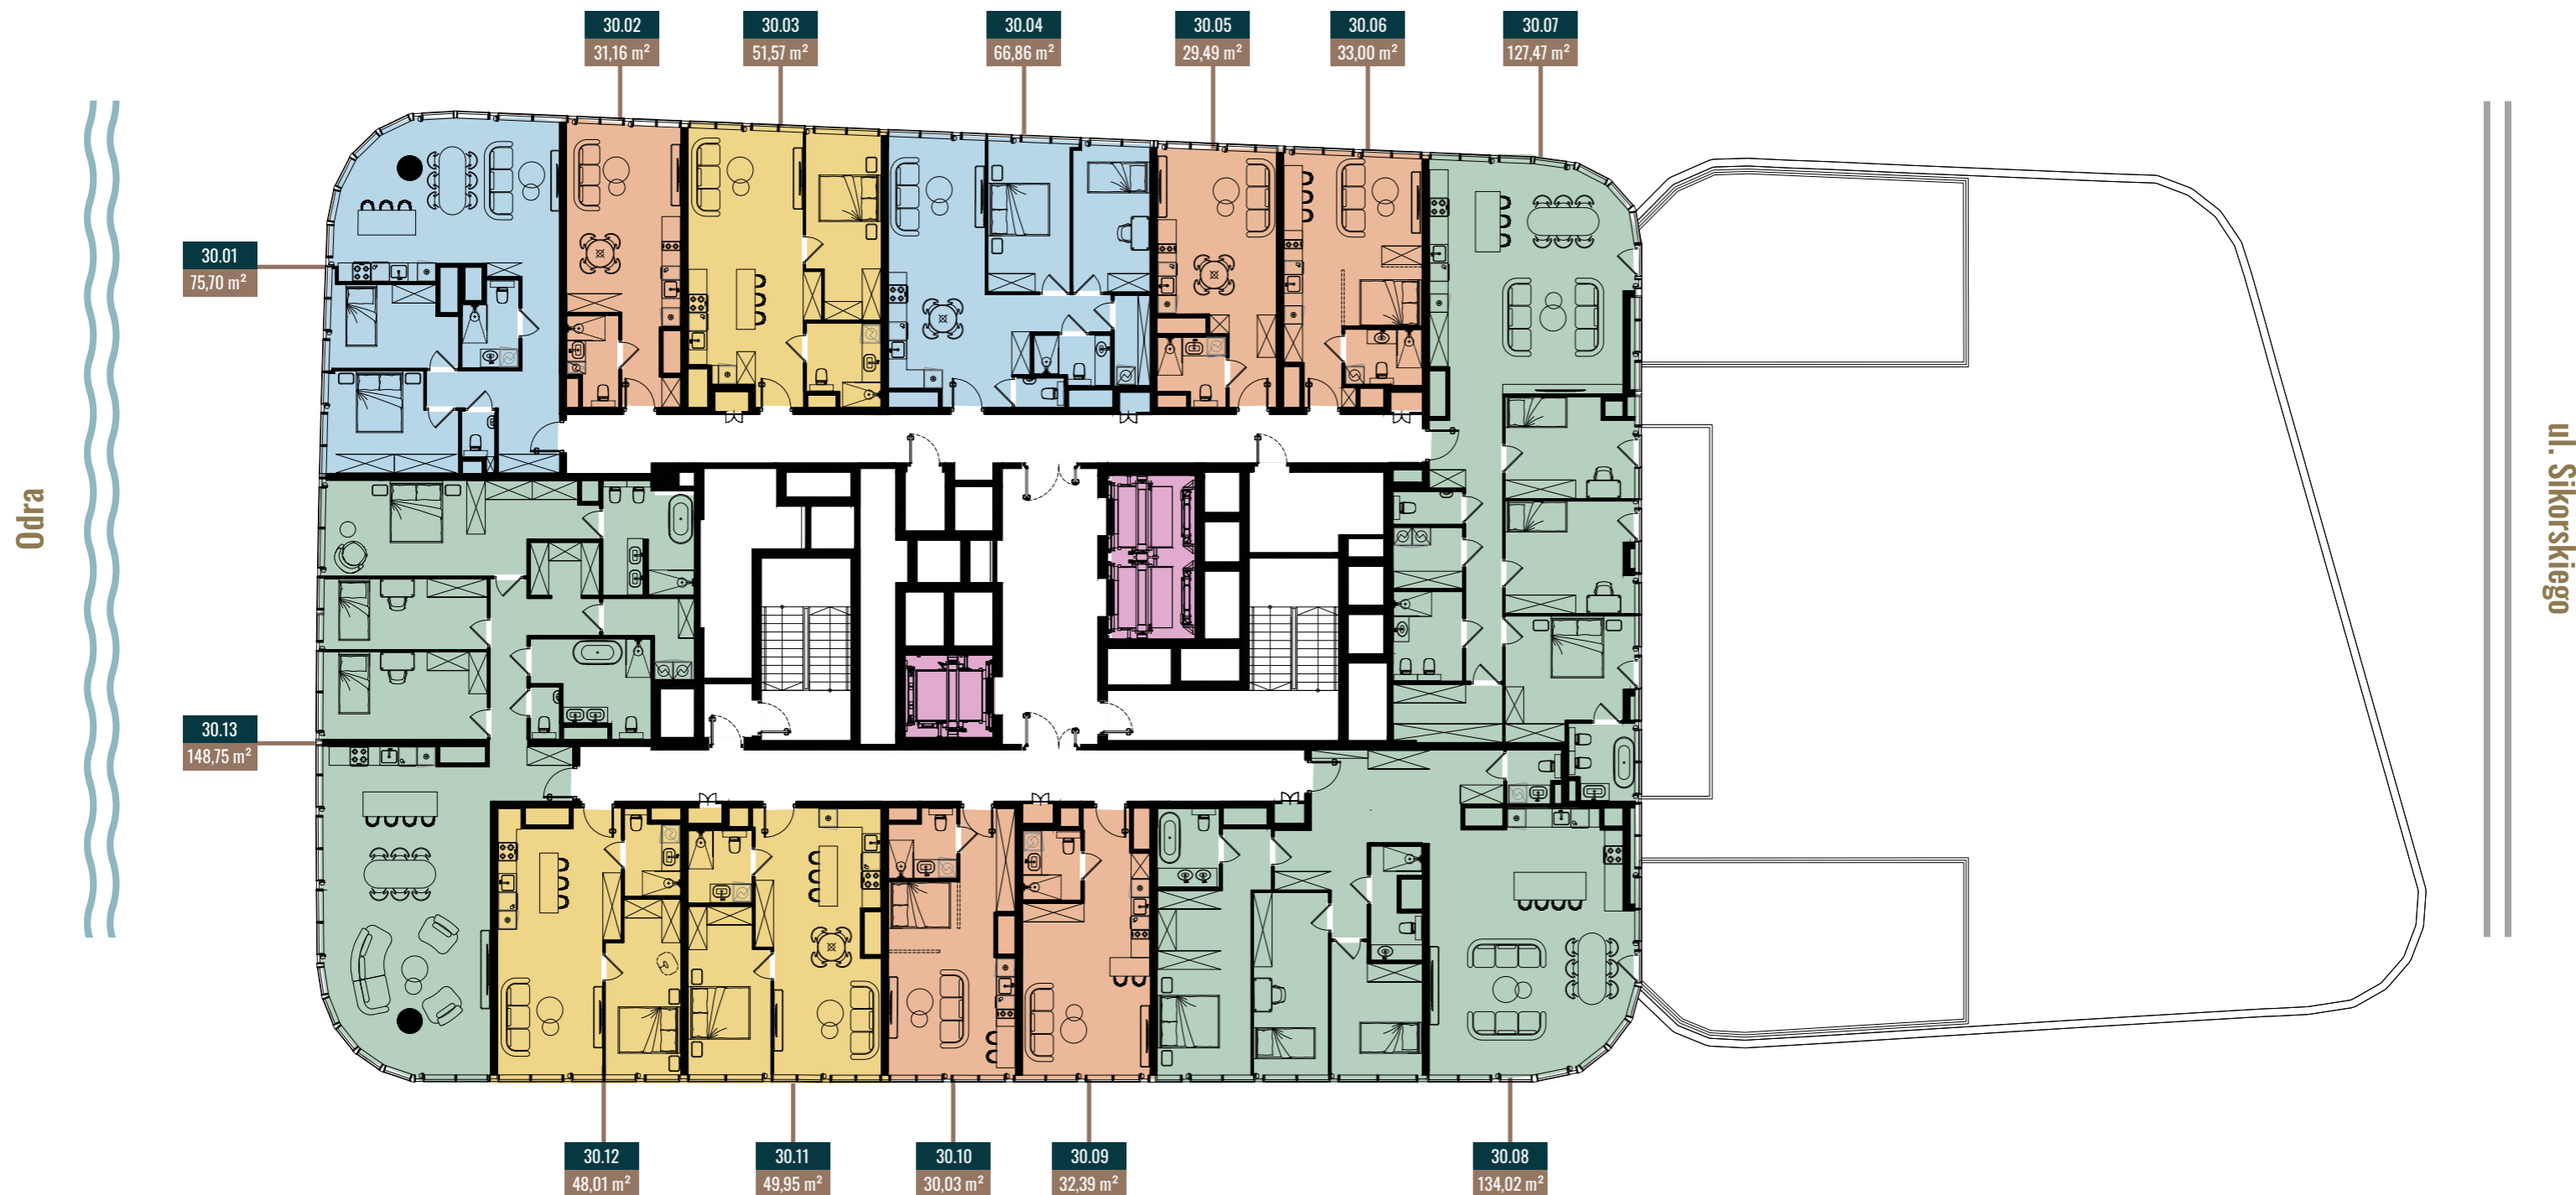 30.02
31,16 m²
30.03
51,57 m²
30.04
66,86 m²
30.05
29,49 m²
30.06
33,00 m²
30.07
127,47 m²
30.01
75,70 m²
Odra
ul. Sikorskiego
30.13
148,75 m²
30.12
48,01 m²
30.11
49,95 m²
30.10
30,03 m²
30.09
32,39 m²
30.08
134,02 m²